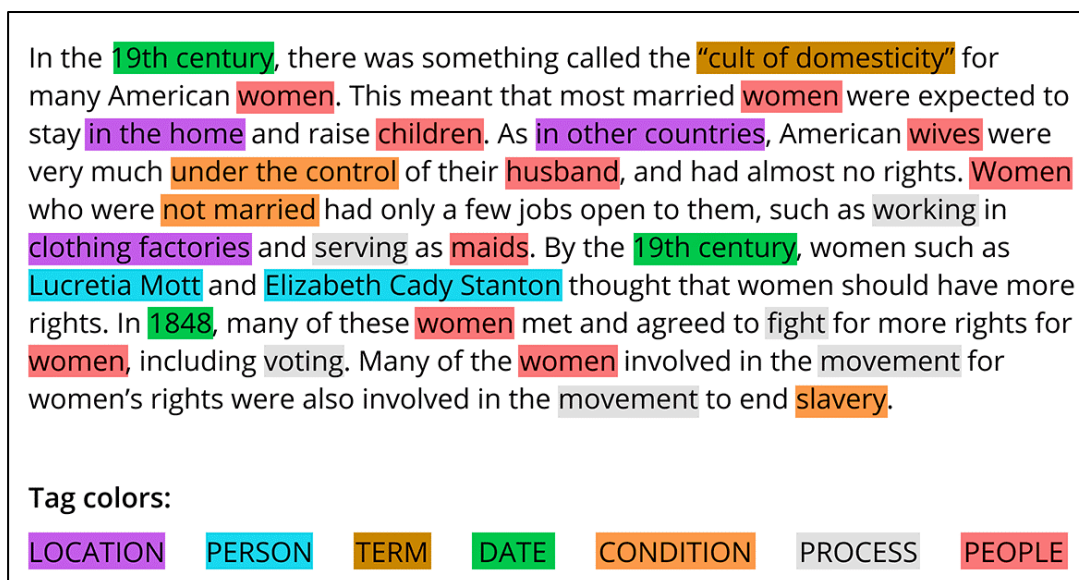 In the 19th century, there was something called the “cult of domesticity” for
many American women. This meant that most married women were expected to
stay in the home and raise children. As in other countries, American wives were
very much under the control of their husband, and had almost no rights. Women
who were not married had only a few jobs open to them, such as working in
clothing factories and serving as maids. By the 19th century, women such as
Lucretia Mott and Elizabeth Cady Stanton thought that women should have more
rights. In 1848, many of these women met and agreed to fight for more rights for
women, including voting. Many of the women involved in the movement for
women’s rights were also involved in the movement to end slavery.
Tag colors:
LOCATION PERSON TERM DATE CONDITION PROCESS PEOPLE